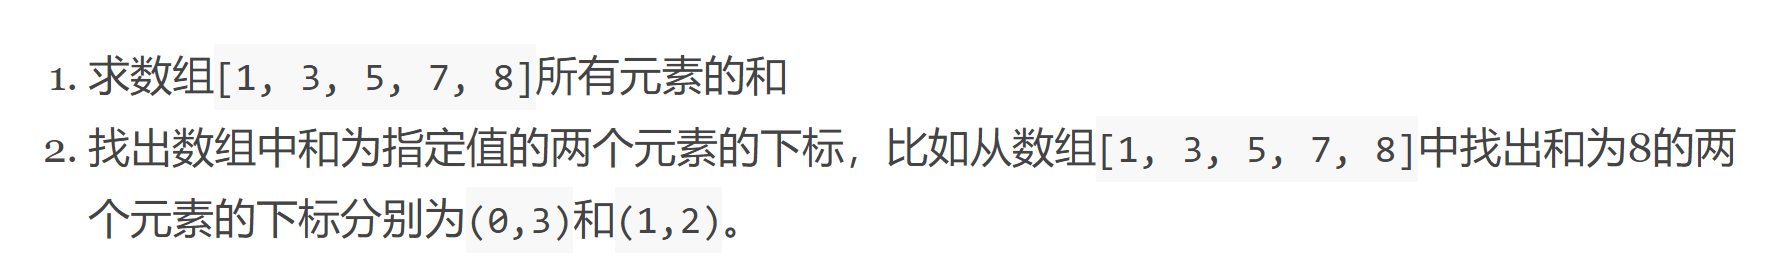 1. 求数组[1, 3, 5, 7, 8]所有元素的和
2. 找出数组中和为指定值的两个元素的下标，比如从数组[1, 3, 5, 7, 8]中找出和为8的两
个元素的下标分别为(0,3)和(1,2)。